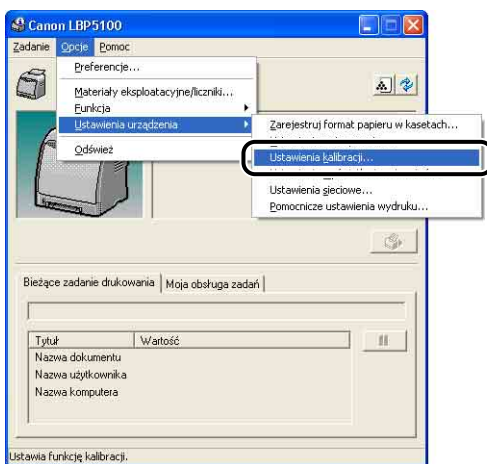 Canon LBP5100
Zadanie Opcje Pomoc
Preferencje...
Materiały eksploatacyjne/liczniki...
Funkcja
Ustawienia urządzenia
Odśwież
Zarejestruj format papieru w kasetach...
Ustawienia kalibracji...
Ustawienia sieciowe...
Pomocnicze ustawienia wydruku...
Bieżące zadanie drukowania Moja obsługa zadań
Tytuł Wartość
Nazwa dokumentu
Nazwa użytkownika
Nazwa komputera
Ustawia funkcję kalibracji.